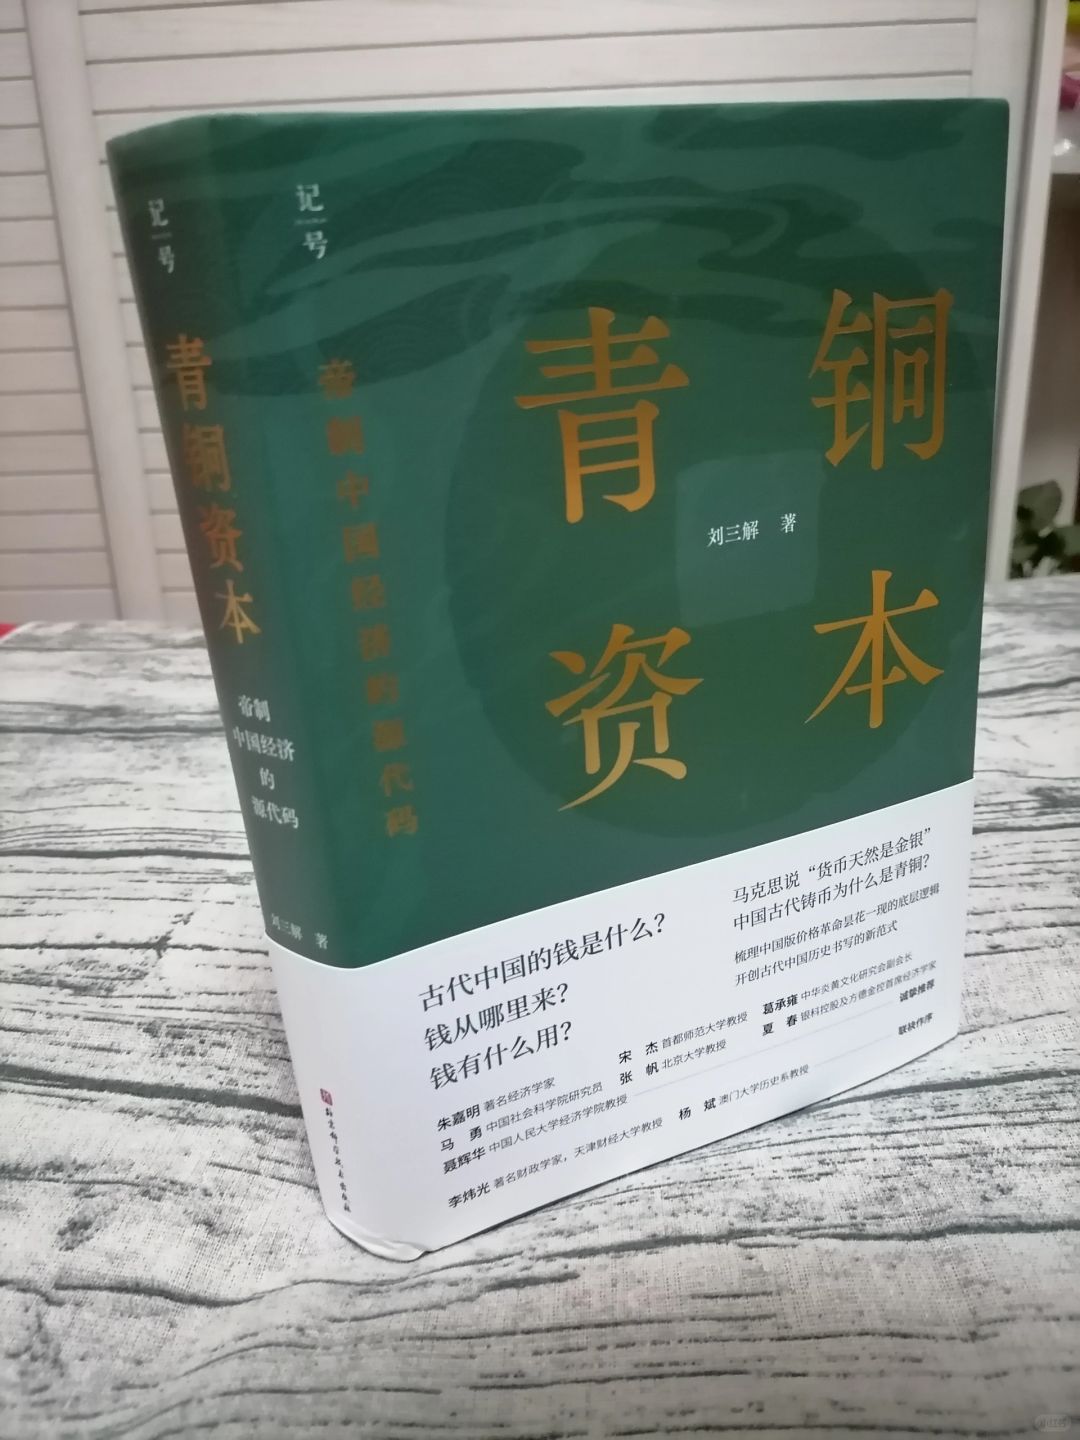 记号
青铜资本
帝制
中国经济
的
源代码
刘三解 著
北京科学技术出版社
记号
帝制中国经济的源代码
青铜
资本
刘三解 著
马克思说“货币天然是金银”
中国古代铸币为什么是青铜？
梳理中国版价格革命昙花一现的底层逻辑
开创古代中国历史书写的新范式
古代中国的钱是什么？
钱从哪里来？
钱有什么用？
朱嘉明 著名经济学家
马勇 中国社会科学院研究员
聂辉华 中国人民大学经济学院教授
宋杰 首都师范大学教授
张帆 北京大学教授
葛承雍 中华炎黄文化研究会副会长
夏春 银科控股及方德金控首席经济学家
诚挚推荐
李炜光 著名财政学家，天津财经大学教授
杨斌 澳门大学历史系教授
联袂作序
小红书